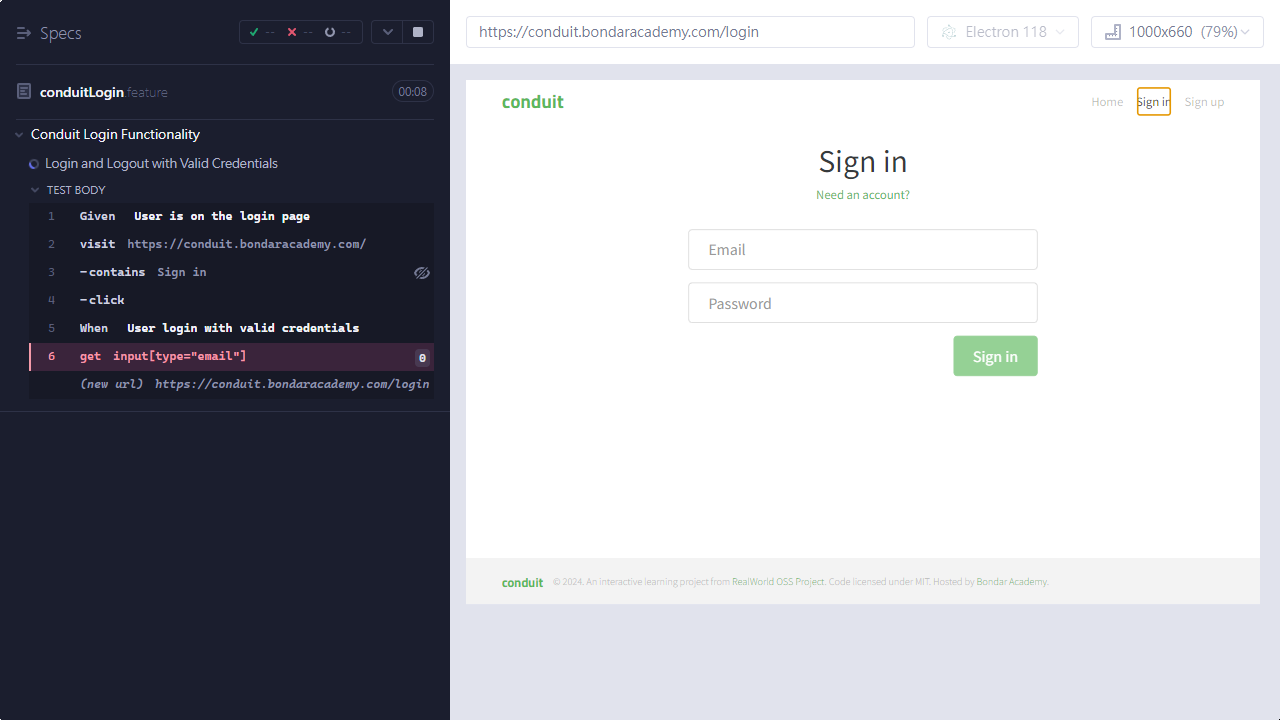 Specs
-- -- --
conduitLogin.feature
00:08
Conduit Login Functionality
Login and Logout with Valid Credentials
TEST BODY
1 Given User is on the login page
2 visit https://conduit.bondaracademy.com/
3 -contains Sign in
4 -click
5 When User login with valid credentials
6 get input[type="email"] 0
(new url) https://conduit.bondaracademy.com/login
https://conduit.bondaracademy.com/login
Electron 118
1000x660 (79%)
conduit
Home Sign in Sign up
Sign in
Need an account?
Email
Password
Sign in
conduit © 2024. An interactive learning project from RealWorld OSS Project. Code licensed under MIT. Hosted by Bondar Academy.